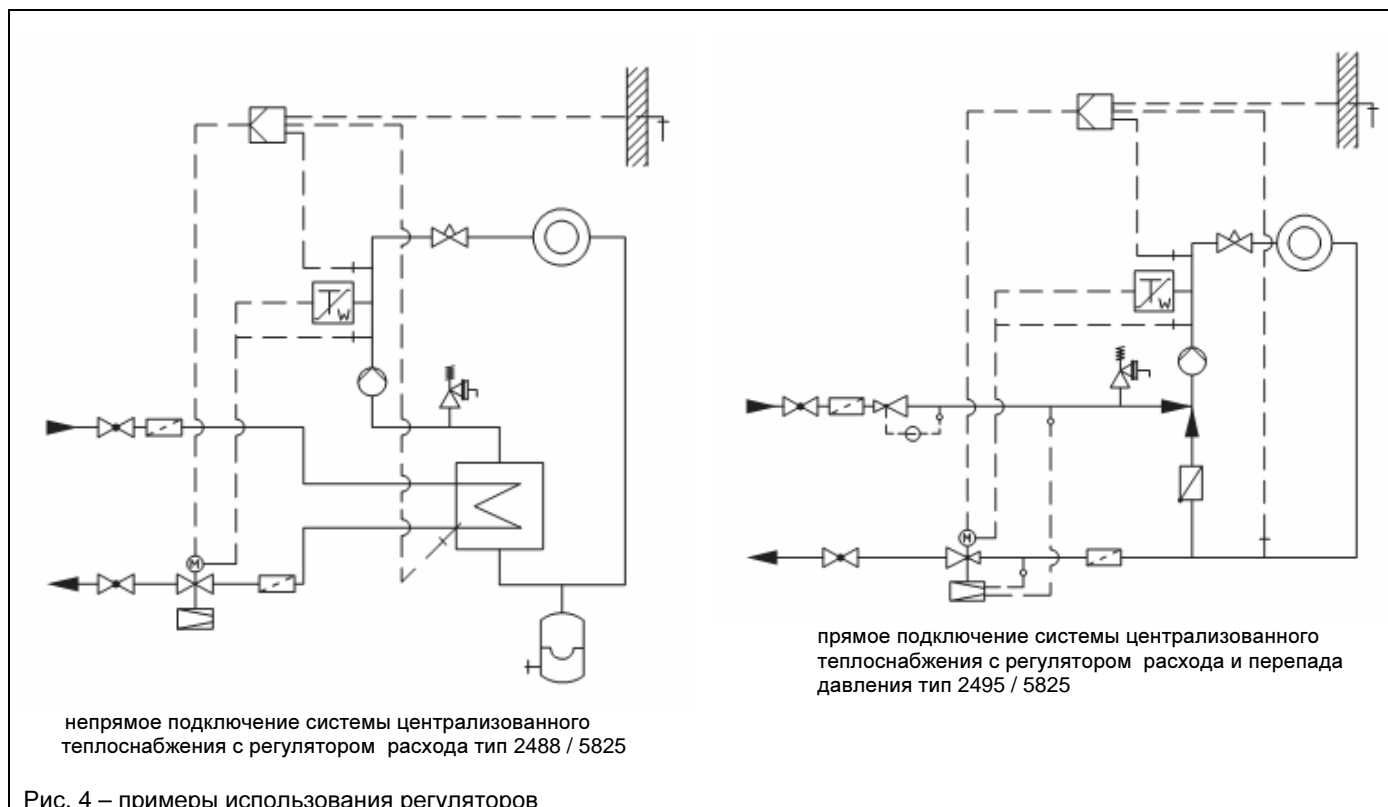 W
M
непрямое подключение системы централизованного
теплоснабжения с регулятором расхода тип 2488 / 5825
W
M
прямое подключение системы централизованного
теплоснабжения с регулятором расхода и перепада
давления тип 2495 / 5825
Рис. 4 – примеры использования регуляторов